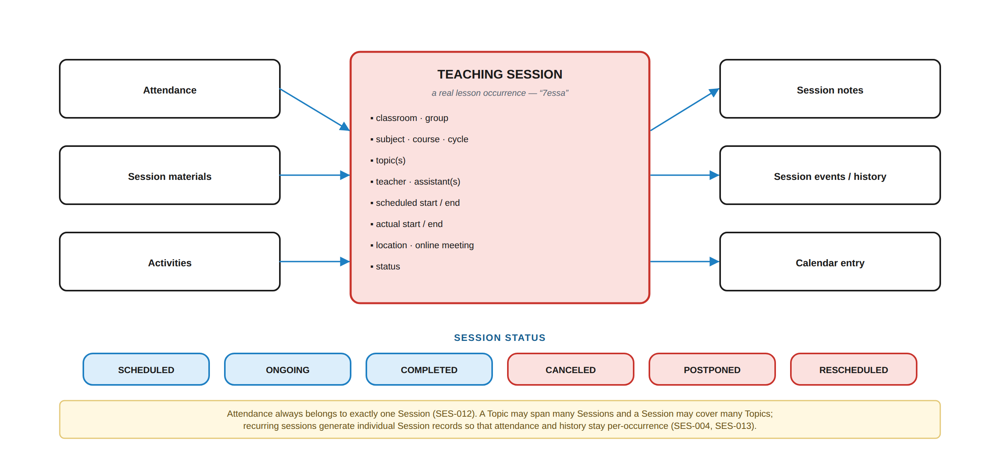 Attendance
Session materials
Activities
TEACHING SESSION
a real lesson occurrence — “7essa”
▪ classroom · group
▪ subject · course · cycle
▪ topic(s)
▪ teacher · assistant(s)
▪ scheduled start / end
▪ actual start / end
▪ location · online meeting
▪ status
Session notes
Session events / history
Calendar entry
SESSION STATUS
SCHEDULED
ONGOING
COMPLETED
CANCELED
POSTPONED
RESCHEDULED
Attendance always belongs to exactly one Session (SES-012). A Topic may span many Sessions and a Session may cover many Topics;
recurring sessions generate individual Session records so that attendance and history stay per-occurrence (SES-004, SES-013).